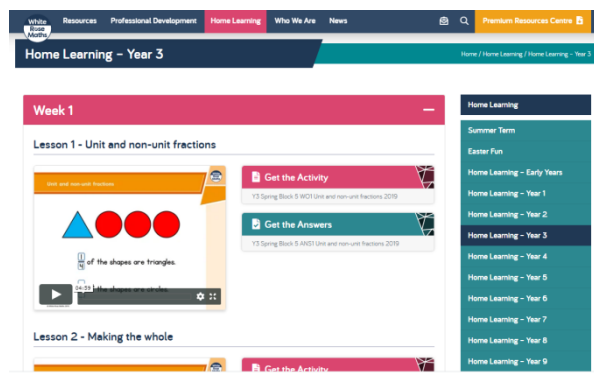 White Rose Maths
Resources
Professional Development
Home Learning
Who We Are
News
Premium Resources Centre
Home Learning – Year 3
Home / Home Learning / Home Learning – Year 3
Week 1
Lesson 1 - Unit and non-unit fractions
Unit and non-unit fractions
1/4 of the shapes are triangles.
the shapes are circles.
04:59
Get the Activity
Y3 Spring Block 5 WO1 Unit and non-unit fractions 2019
Get the Answers
Y3 Spring Block 5 ANS1 Unit and non-unit fractions 2019
Lesson 2 - Making the whole
Get the Activity
Home Learning
Summer Term
Easter Fun
Home Learning – Early Years
Home Learning – Year 1
Home Learning – Year 2
Home Learning – Year 3
Home Learning – Year 4
Home Learning – Year 5
Home Learning – Year 6
Home Learning – Year 7
Home Learning – Year 8
Home Learning – Year 9